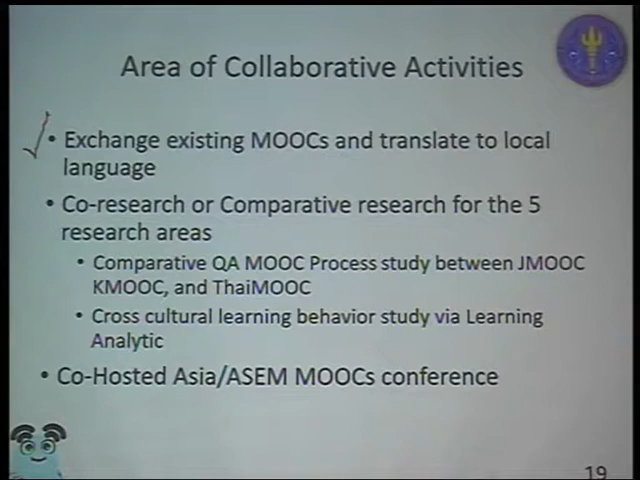 Area of Collaborative Activities
• Exchange existing MOOCs and translate to local
language
• Co-research or Comparative research for the 5
research areas
• Comparative QA MOOC Process study between JMOOC
KMOOC, and ThaiMOOC
• Cross cultural learning behavior study via Learning
Analytic
• Co-Hosted Asia/ASEM MOOCs conference
19